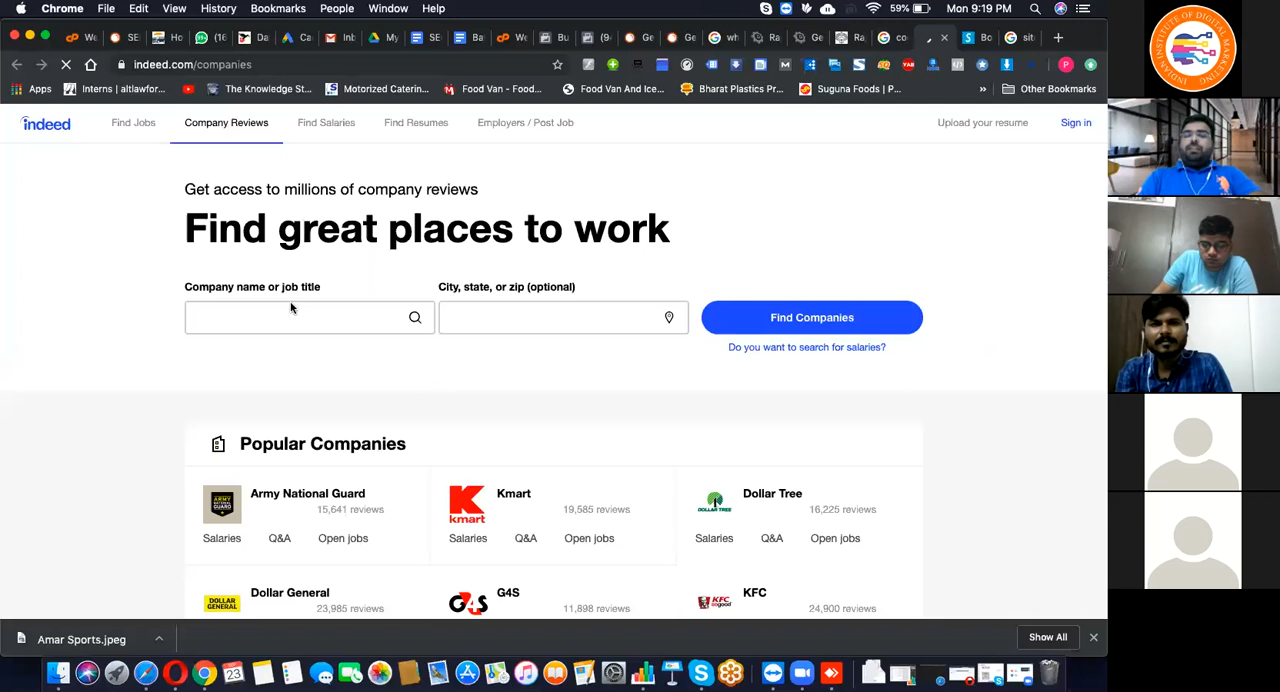 Chrome File Edit View History Bookmarks People Window Help
59% Mon 9:19 PM
indeed.com/companies
Apps Interns | altlawfor... The Knowledge St... Motorized Caterin... Food Van - Food... Food Van And Ice... Bharat Plastics Pr... Suguna Foods | P... » Other Bookmarks
indeed Find Jobs Company Reviews Find Salaries Find Resumes Employers / Post Job Upload your resume Sign in
Get access to millions of company reviews
Find great places to work
Company name or job title City, state, or zip (optional)
Find Companies
Do you want to search for salaries?
Popular Companies
Army National Guard Kmart Dollar Tree
15,641 reviews 19,585 reviews 16,225 reviews
Salaries Q&A Open jobs Salaries Q&A Open jobs Salaries Q&A Open jobs
Dollar General G4S KFC
23,985 reviews 11,898 reviews 24,900 reviews
Amar Sports.jpeg Show All
INDIAN INSTITUTE OF DIGITAL MARKETING